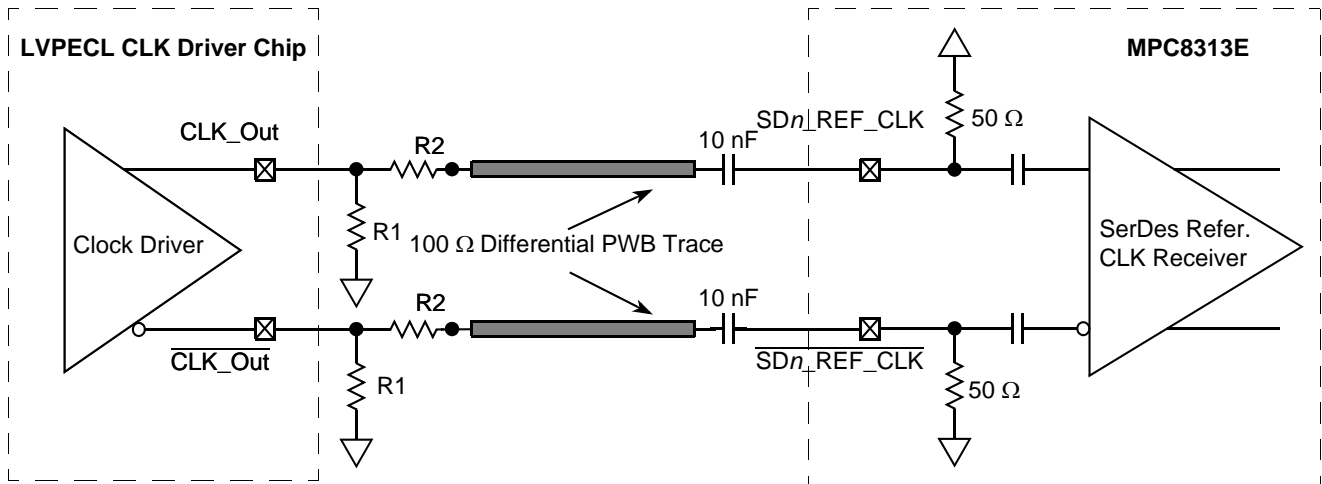 LVPECL CLK Driver Chip
MPC8313E
CLK_Out
R2
10 nF
SDn_REF_CLK
50 Ω
Clock Driver
R1
100 Ω Differential PWB Trace
SerDes Refer.
CLK Receiver
R2
10 nF
CLK_Out
SDn_REF_CLK
R1
50 Ω